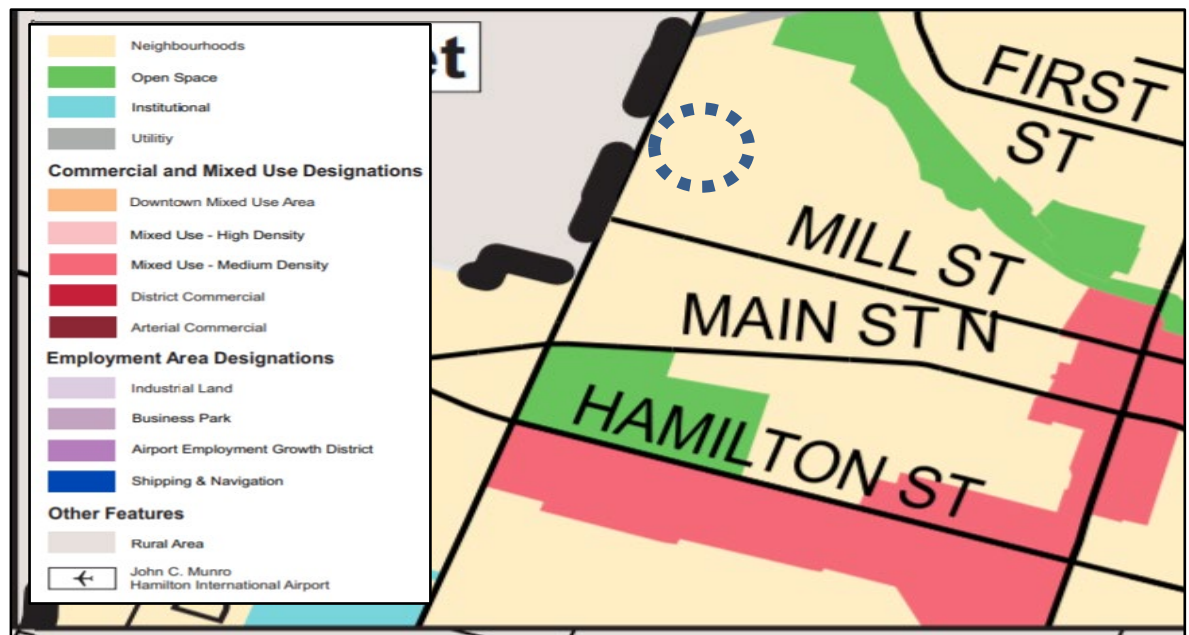 Neighbourhoods
Open Space
Institutional
Utilitiy
Commercial and Mixed Use Designations
Downtown Mixed Use Area
Mixed Use - High Density
Mixed Use - Medium Density
District Commercial
Arterial Commercial
Employment Area Designations
Industrial Land
Business Park
Airport Employment Growth District
Shipping & Navigation
Other Features
Rural Area
John C. Munro
Hamilton International Airport
FIRST
ST
MILL ST
MAIN ST N
HAMILTON ST